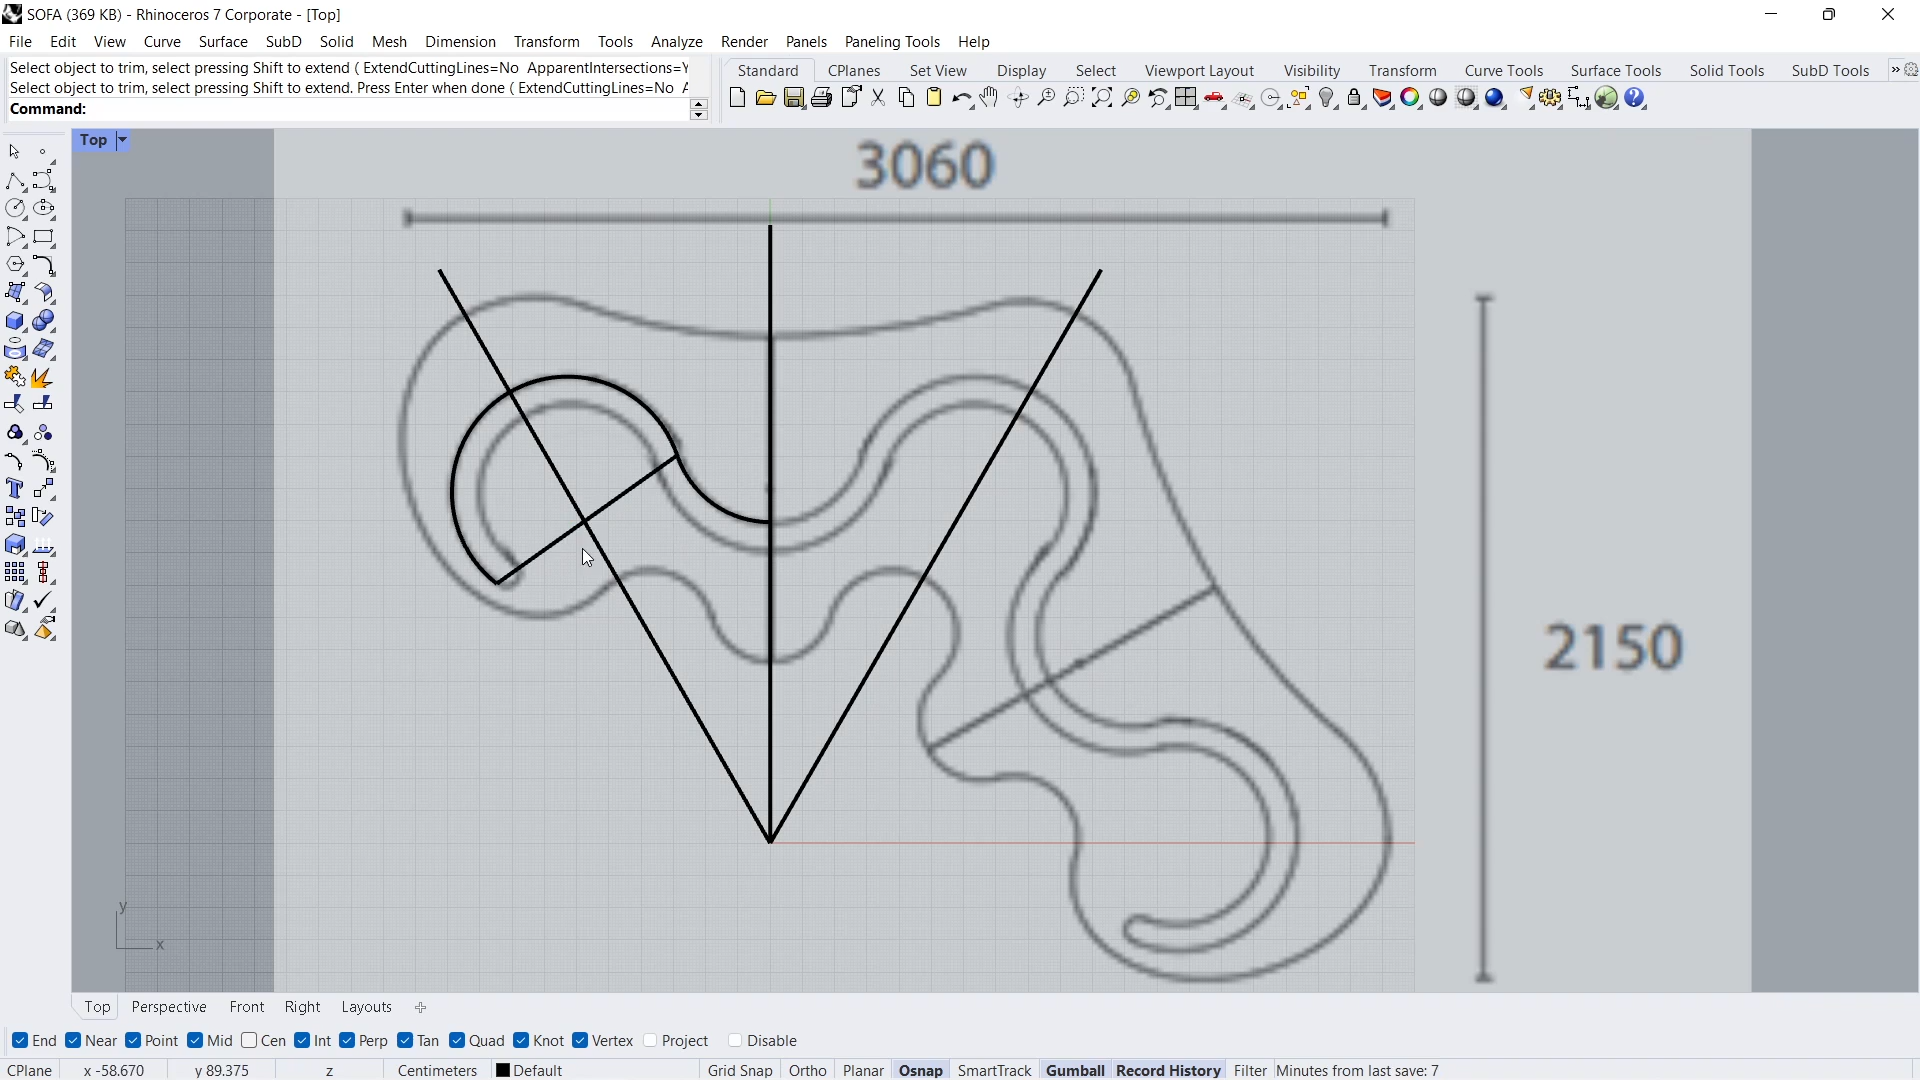 SOFA (369 KB) - Rhinoceros 7 Corporate - [Top]
File Edit View Curve Surface SubD Solid Mesh Dimension Transform Tools Analyze Render Panels Paneling Tools Help
Select object to trim, select pressing Shift to extend ( ExtendCuttingLines=No ApparentIntersections=Y
Select object to trim, select pressing Shift to extend. Press Enter when done ( ExtendCuttingLines=No A
Command:
Standard CPlanes Set View Display Select Viewport Layout Visibility Transform Curve Tools Surface Tools Solid Tools SubD Tools »
Top
3060
2150
y
x
Top Perspective Front Right Layouts
End Near Point Mid Cen Int Perp Tan Quad Knot Vertex Project Disable
CPlane x -58.670 y 89.375 z Centimeters Default Grid Snap Ortho Planar Osnap SmartTrack Gumball Record History Filter Minutes from last save: 7